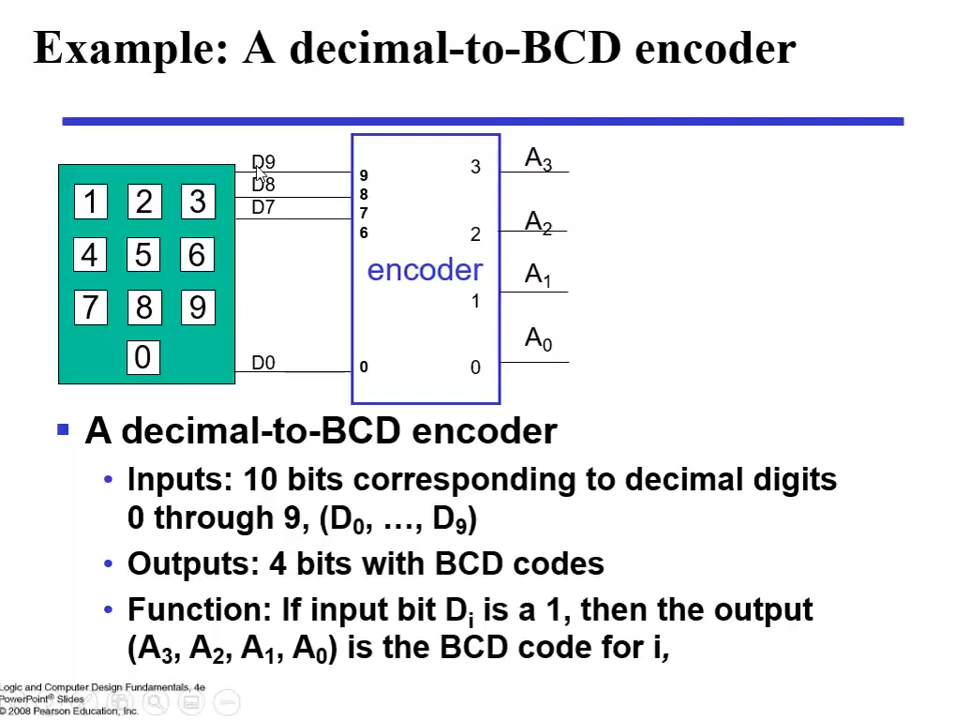 Example: A decimal-to-BCD encoder
D9
D8
D7
D0
1 2 3
4 5 6
7 8 9
0
9
8
7
6
0
encoder
3
2
1
0
A3
A2
A1
A0
A decimal-to-BCD encoder
Inputs: 10 bits corresponding to decimal digits
0 through 9, (D0, …, D9)
Outputs: 4 bits with BCD codes
Function: If input bit Di is a 1, then the output
(A3, A2, A1, A0) is the BCD code for i,
Logic and Computer Design Fundamentals, 4e
PowerPoint® Slides
© 2008 Pearson Education, Inc.